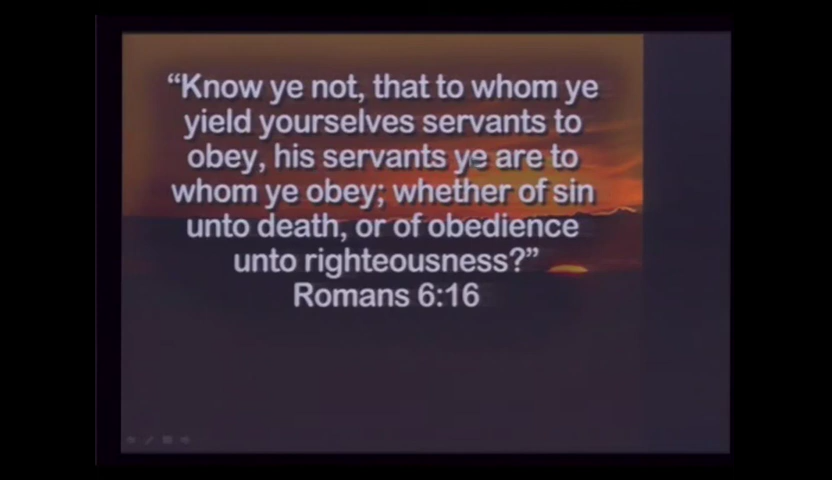 “Know ye not, that to whom ye
yield yourselves servants to
obey, his servants ye are to
whom ye obey; whether of sin
unto death, or of obedience
unto righteousness?”
Romans 6:16